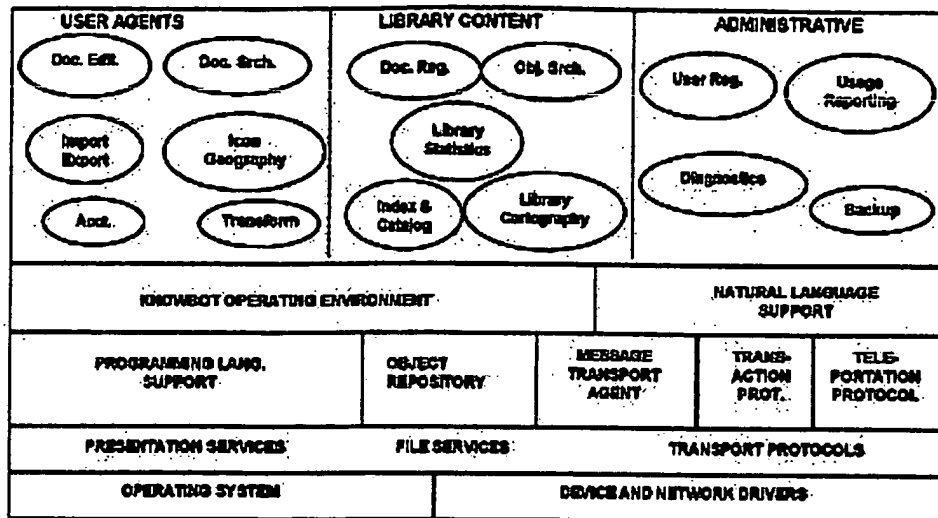 USER AGENTS
Doc. Edit.
Doc. Srch.
Import
Export
Icon
Geography
Acct.
Transform
LIBRARY CONTENT
Doc. Reg.
Obj. Srch.
Library
Statistics
Index &
Catalog
Library
Cartography
ADMINISTRATIVE
User Reg.
Usage
Reporting
Diagnostics
Backup
KNOWBOT OPERATING ENVIRONMENT
NATURAL LANGUAGE
SUPPORT
PROGRAMMING LANG.
SUPPORT
OBJECT
REPOSITORY
MESSAGE
TRANSPORT
AGENT
TRANS-
ACTION
PROT.
TELE-
PORTATION
PROTOCOL
PRESENTATION SERVICES
FILE SERVICES
TRANSPORT PROTOCOLS
OPERATING SYSTEM
DEVICE AND NETWORK DRIVERS